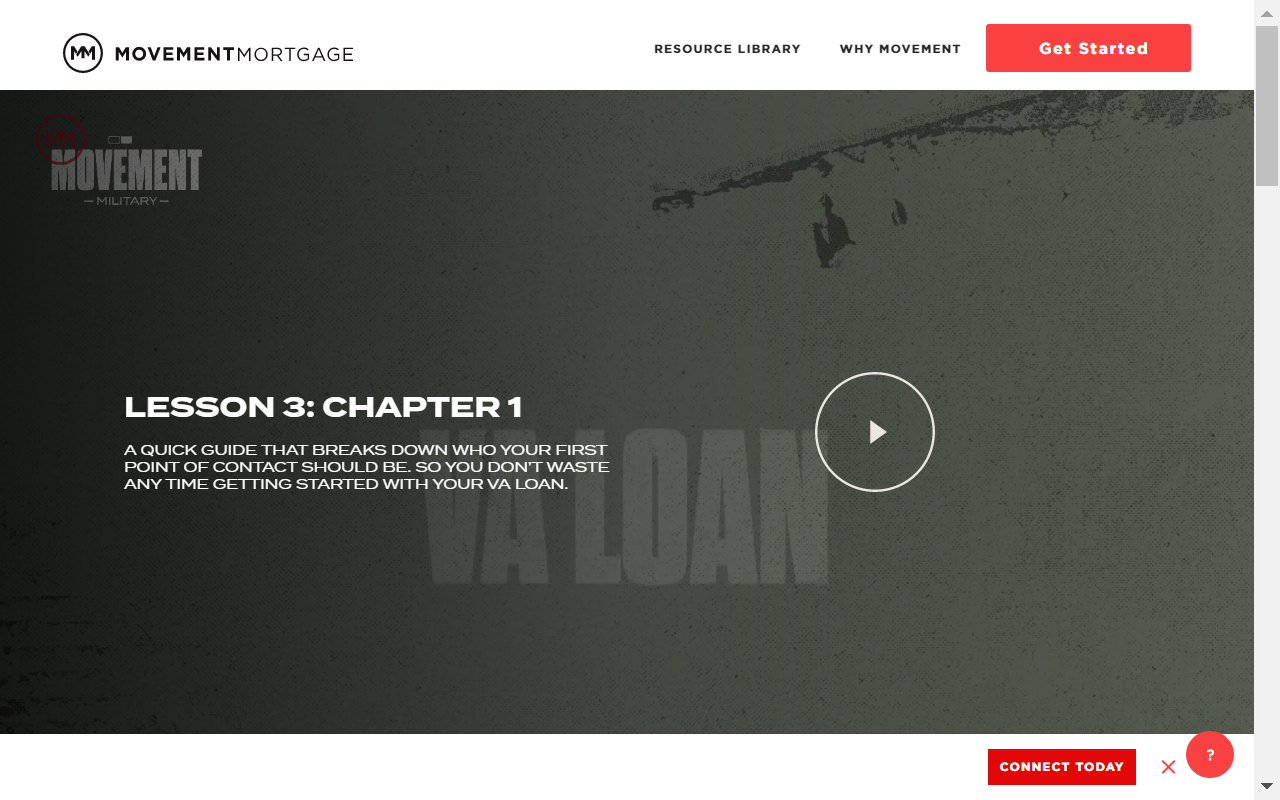 MOVEMENTMORTGAGE
RESOURCE LIBRARY
WHY MOVEMENT
Get Started
MM
MOVEMENT
MILITARY
LESSON 3: CHAPTER 1
A QUICK GUIDE THAT BREAKS DOWN WHO YOUR FIRST
POINT OF CONTACT SHOULD BE. SO YOU DON'T WASTE
ANY TIME GETTING STARTED WITH YOUR VA LOAN.
VA LOAN
CONNECT TODAY
?